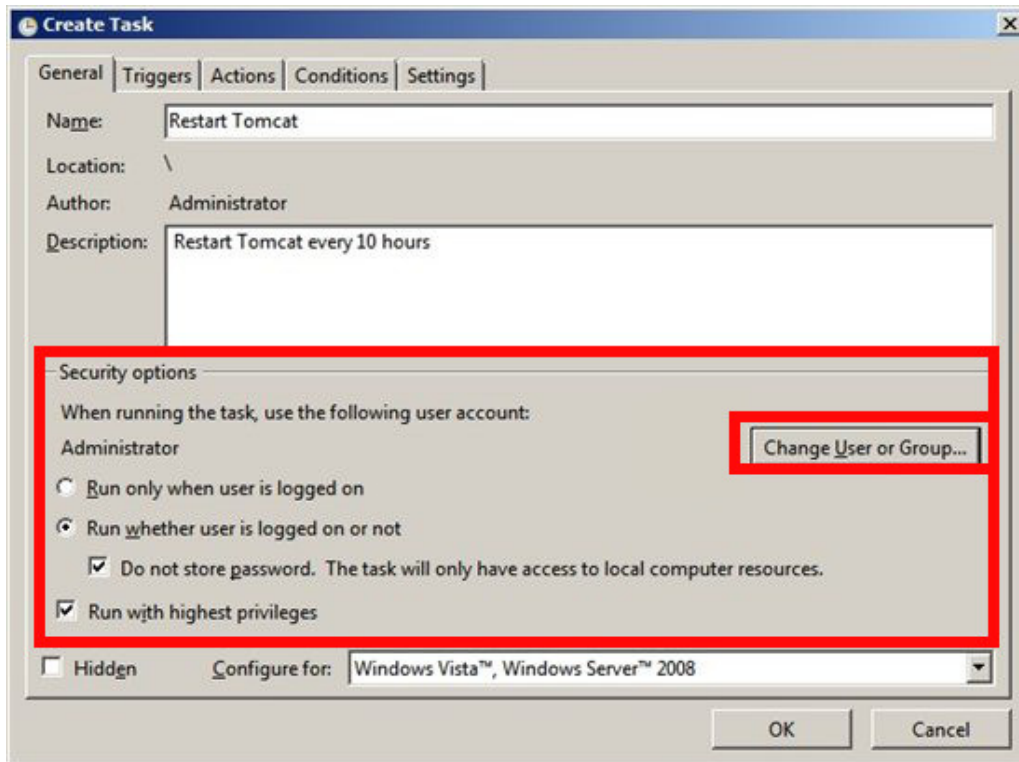 Create Task
General Triggers Actions Conditions Settings
Name: Restart Tomcat
Location: \
Author: Administrator
Description: Restart Tomcat every 10 hours
Security options
When running the task, use the following user account:
Administrator Change User or Group...
Run only when user is logged on
Run whether user is logged on or not
Do not store password. The task will only have access to local computer resources.
Run with highest privileges
Hidden Configure for: Windows Vista™, Windows Server™ 2008
OK Cancel